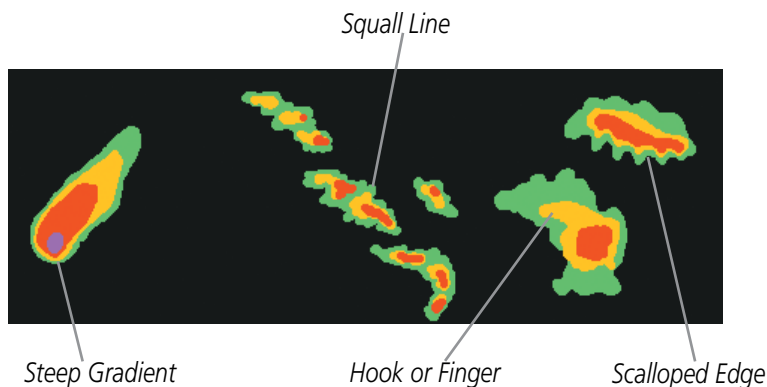 Squall Line
Steep Gradient
Hook or Finger
Scalloped Edge